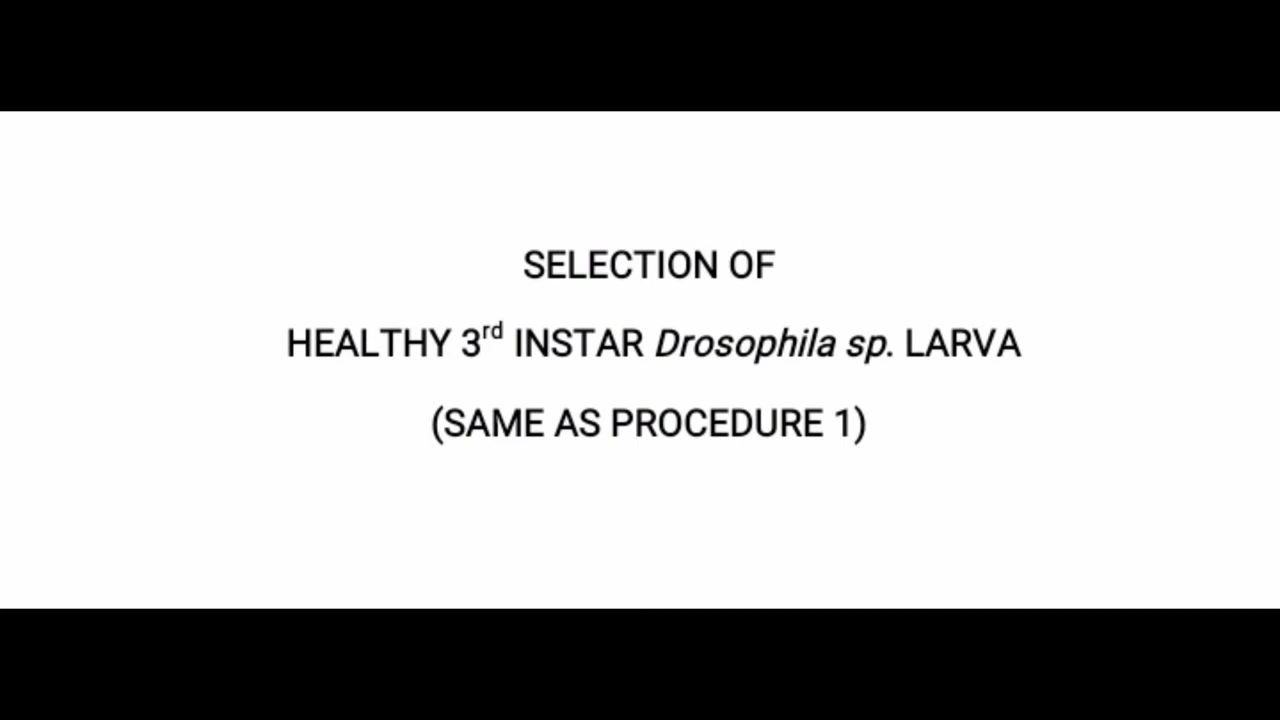 SELECTION OF
HEALTHY 3rd INSTAR Drosophila sp. LARVA
(SAME AS PROCEDURE 1)